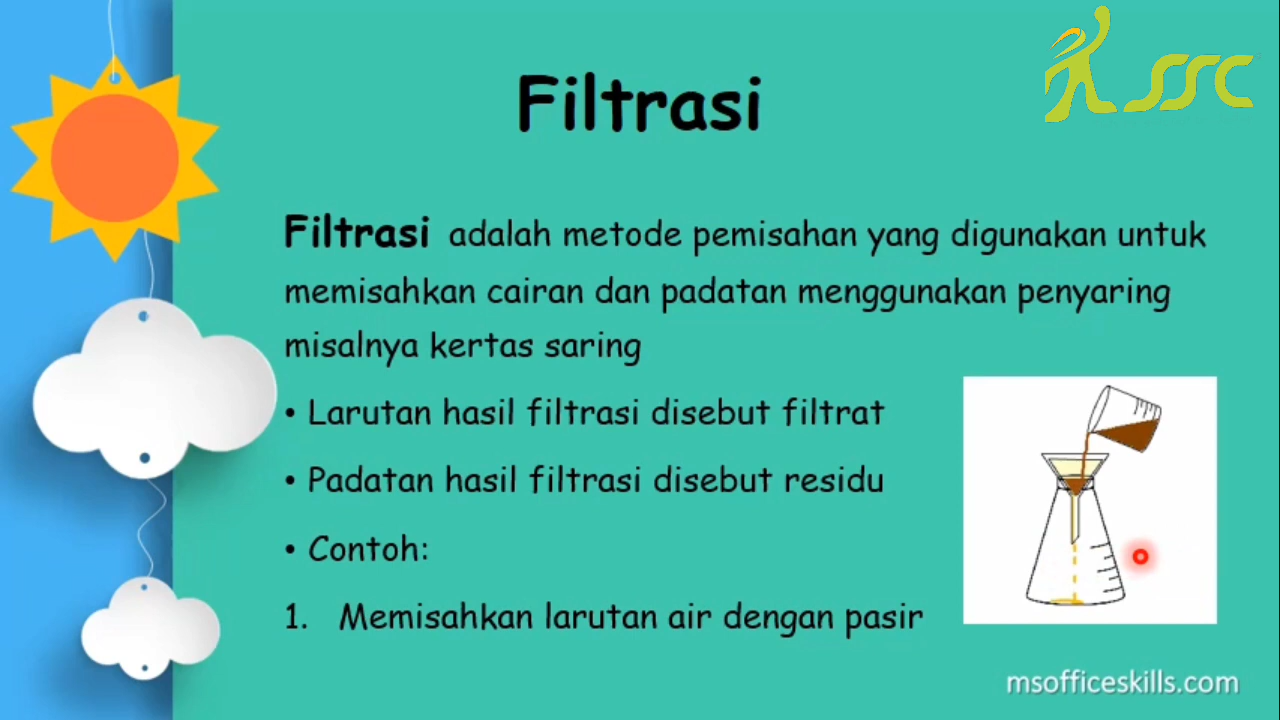 SSC
Filtrasi
Filtrasi adalah metode pemisahan yang digunakan untuk
memisahkan cairan dan padatan menggunakan penyaring
misalnya kertas saring
• Larutan hasil filtrasi disebut filtrat
• Padatan hasil filtrasi disebut residu
• Contoh:
1. Memisahkan larutan air dengan pasir
msofficeskills.com